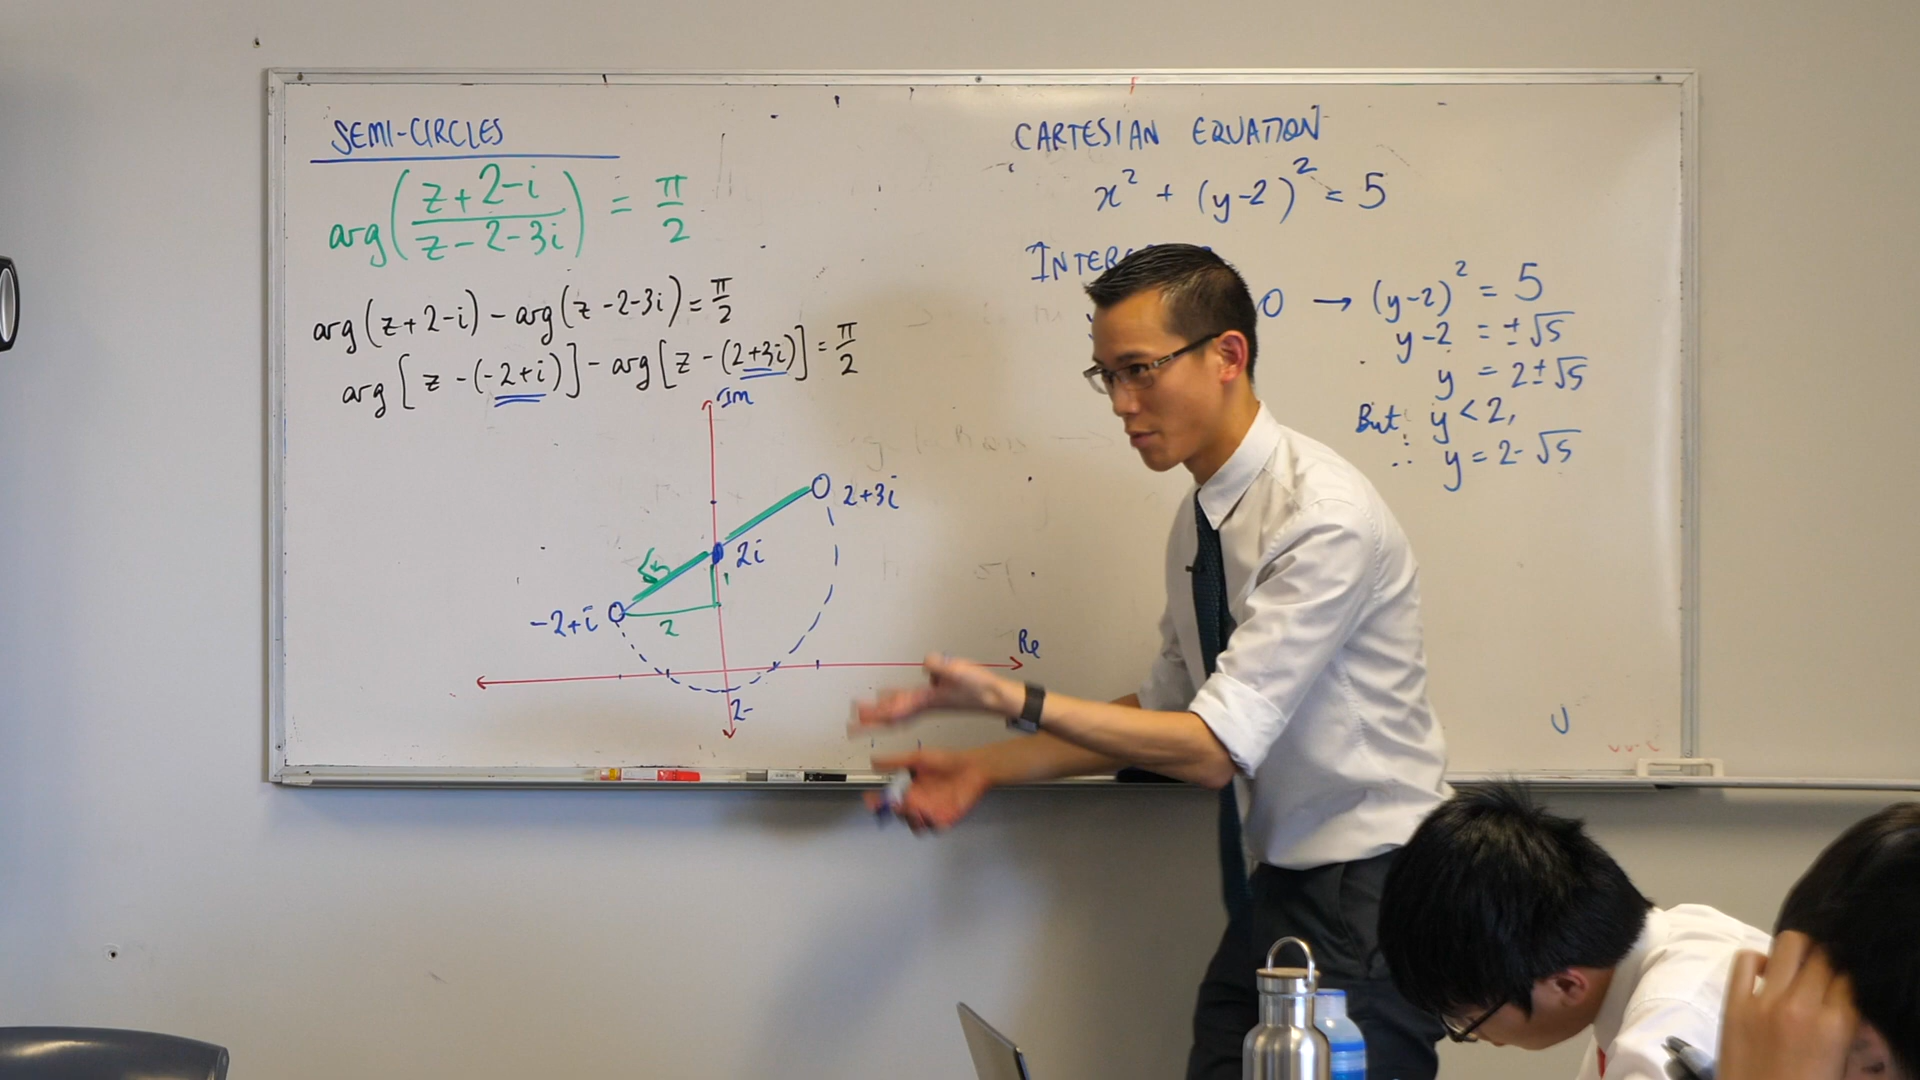 SEMI-CIRCLES
arg(z+2-i / z-2-3i) = π/2
arg(z+2-i) - arg(z-2-3i) = π/2
arg[z-(-2+i)] - arg[z-(2+3i)] = π/2
Im
2+3i
√5
2i
1
-2+i
2
Re
2-
CARTESIAN EQUATION
x² + (y-2)² = 5
0 → (y-2)² = 5
y-2 = ±√5
y = 2±√5
But y < 2,
∴ y = 2-√5